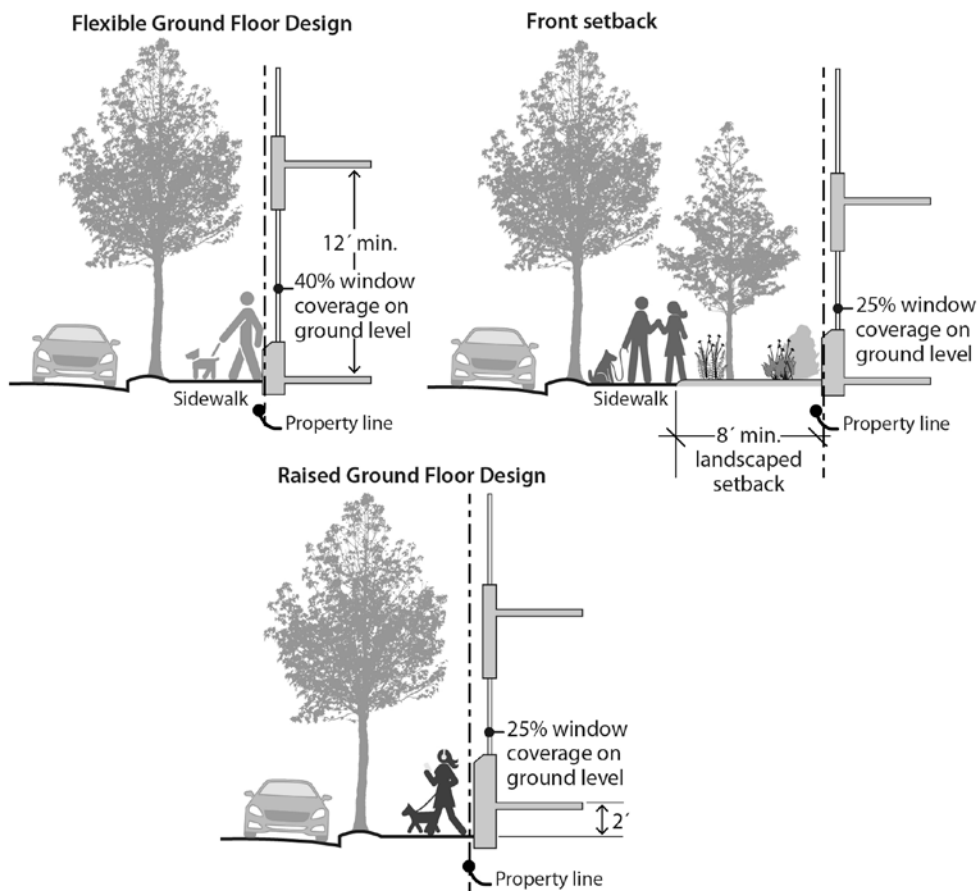 Flexible Ground Floor Design
12´ min.
40% window
coverage on
ground level
Sidewalk
Property line
Front setback
25% window
coverage on
ground level
Sidewalk
Property line
8´ min.
landscaped
setback
Raised Ground Floor Design
25% window
coverage on
ground level
2´
Property line